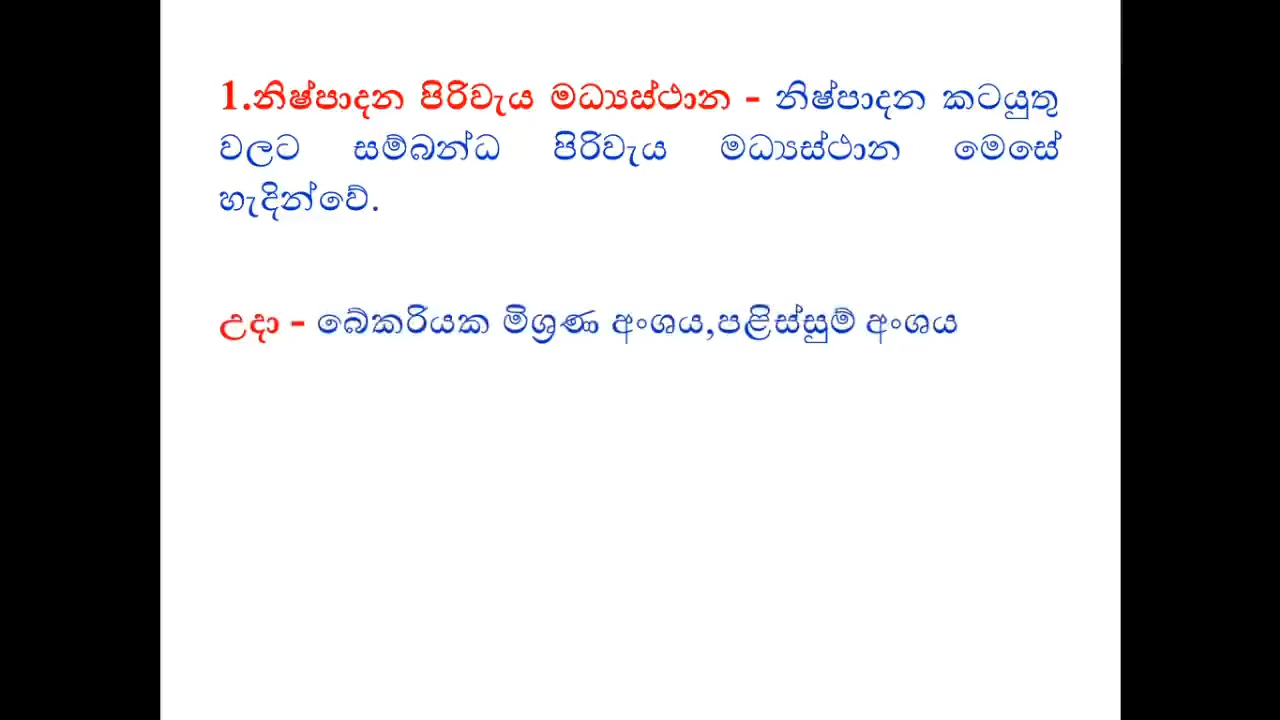 1.නිෂ්පාදන පිරිවැය මධ්‍යස්ථාන - නිෂ්පාදන කටයුතු
වලට සම්බන්ධ පිරිවැය මධ්‍යස්ථාන මෙසේ
හැදින්වේ.
උදා - බේකරියක මිශ්‍රණ අංශය,පළිස්සුම් අංශය